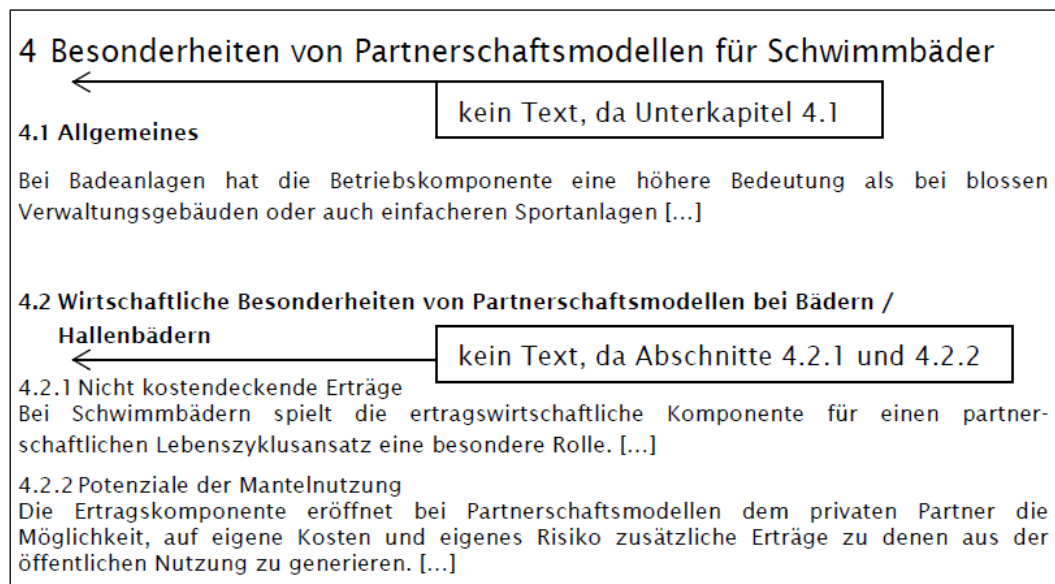 4 Besonderheiten von Partnerschaftsmodellen für Schwimmbäder
kein Text, da Unterkapitel 4.1
4.1 Allgemeines
Bei Badeanlagen hat die Betriebskomponente eine höhere Bedeutung als bei blossen
Verwaltungsgebäuden oder auch einfacheren Sportanlagen [...]
4.2 Wirtschaftliche Besonderheiten von Partnerschaftsmodellen bei Bädern /
Hallenbädern
kein Text, da Abschnitte 4.2.1 und 4.2.2
4.2.1 Nicht kostendeckende Erträge
Bei Schwimmbädern spielt die ertragswirtschaftliche Komponente für einen partner-
schaftlichen Lebenszyklusansatz eine besondere Rolle. [...]
4.2.2 Potenziale der Mantelnutzung
Die Ertragskomponente eröffnet bei Partnerschaftsmodellen dem privaten Partner die
Möglichkeit, auf eigene Kosten und eigenes Risiko zusätzliche Erträge zu denen aus der
öffentlichen Nutzung zu generieren. [...]